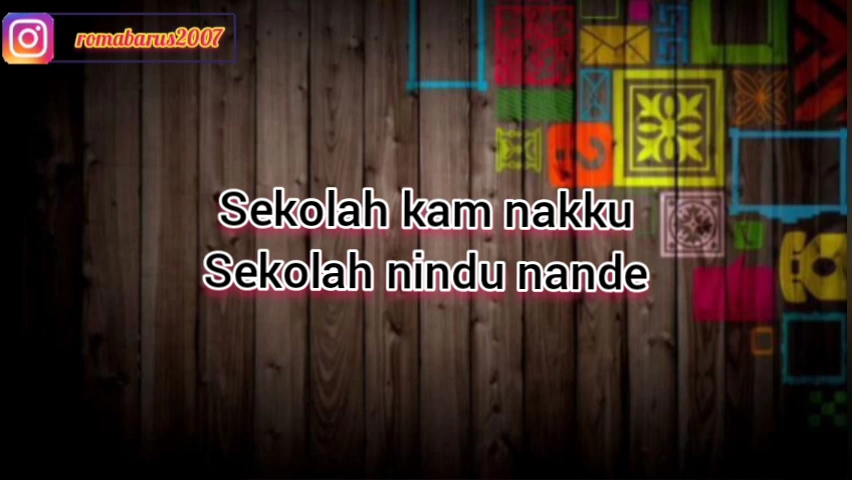 romabarus2007
Sekolah kam nakku
Sekolah nindu nande